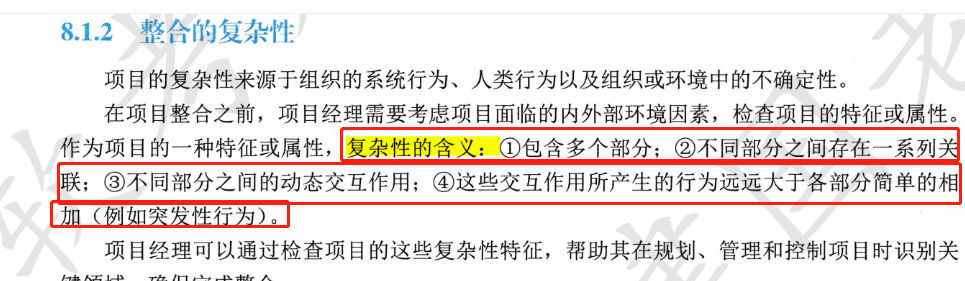 8.1.2 整合的复杂性
项目的复杂性来源于组织的系统行为、人类行为以及组织或环境中的不确定性。
在项目整合之前，项目经理需要考虑项目面临的内外部环境因素，检查项目的特征或属性。
作为项目的一种特征或属性，复杂性的含义：①包含多个部分；②不同部分之间存在一系列关
联；③不同部分之间的动态交互作用；④这些交互作用所产生的行为远远大于各部分简单的相
加（例如突发性行为）。
项目经理可以通过检查项目的这些复杂性特征，帮助其在规划、管理和控制项目时识别关